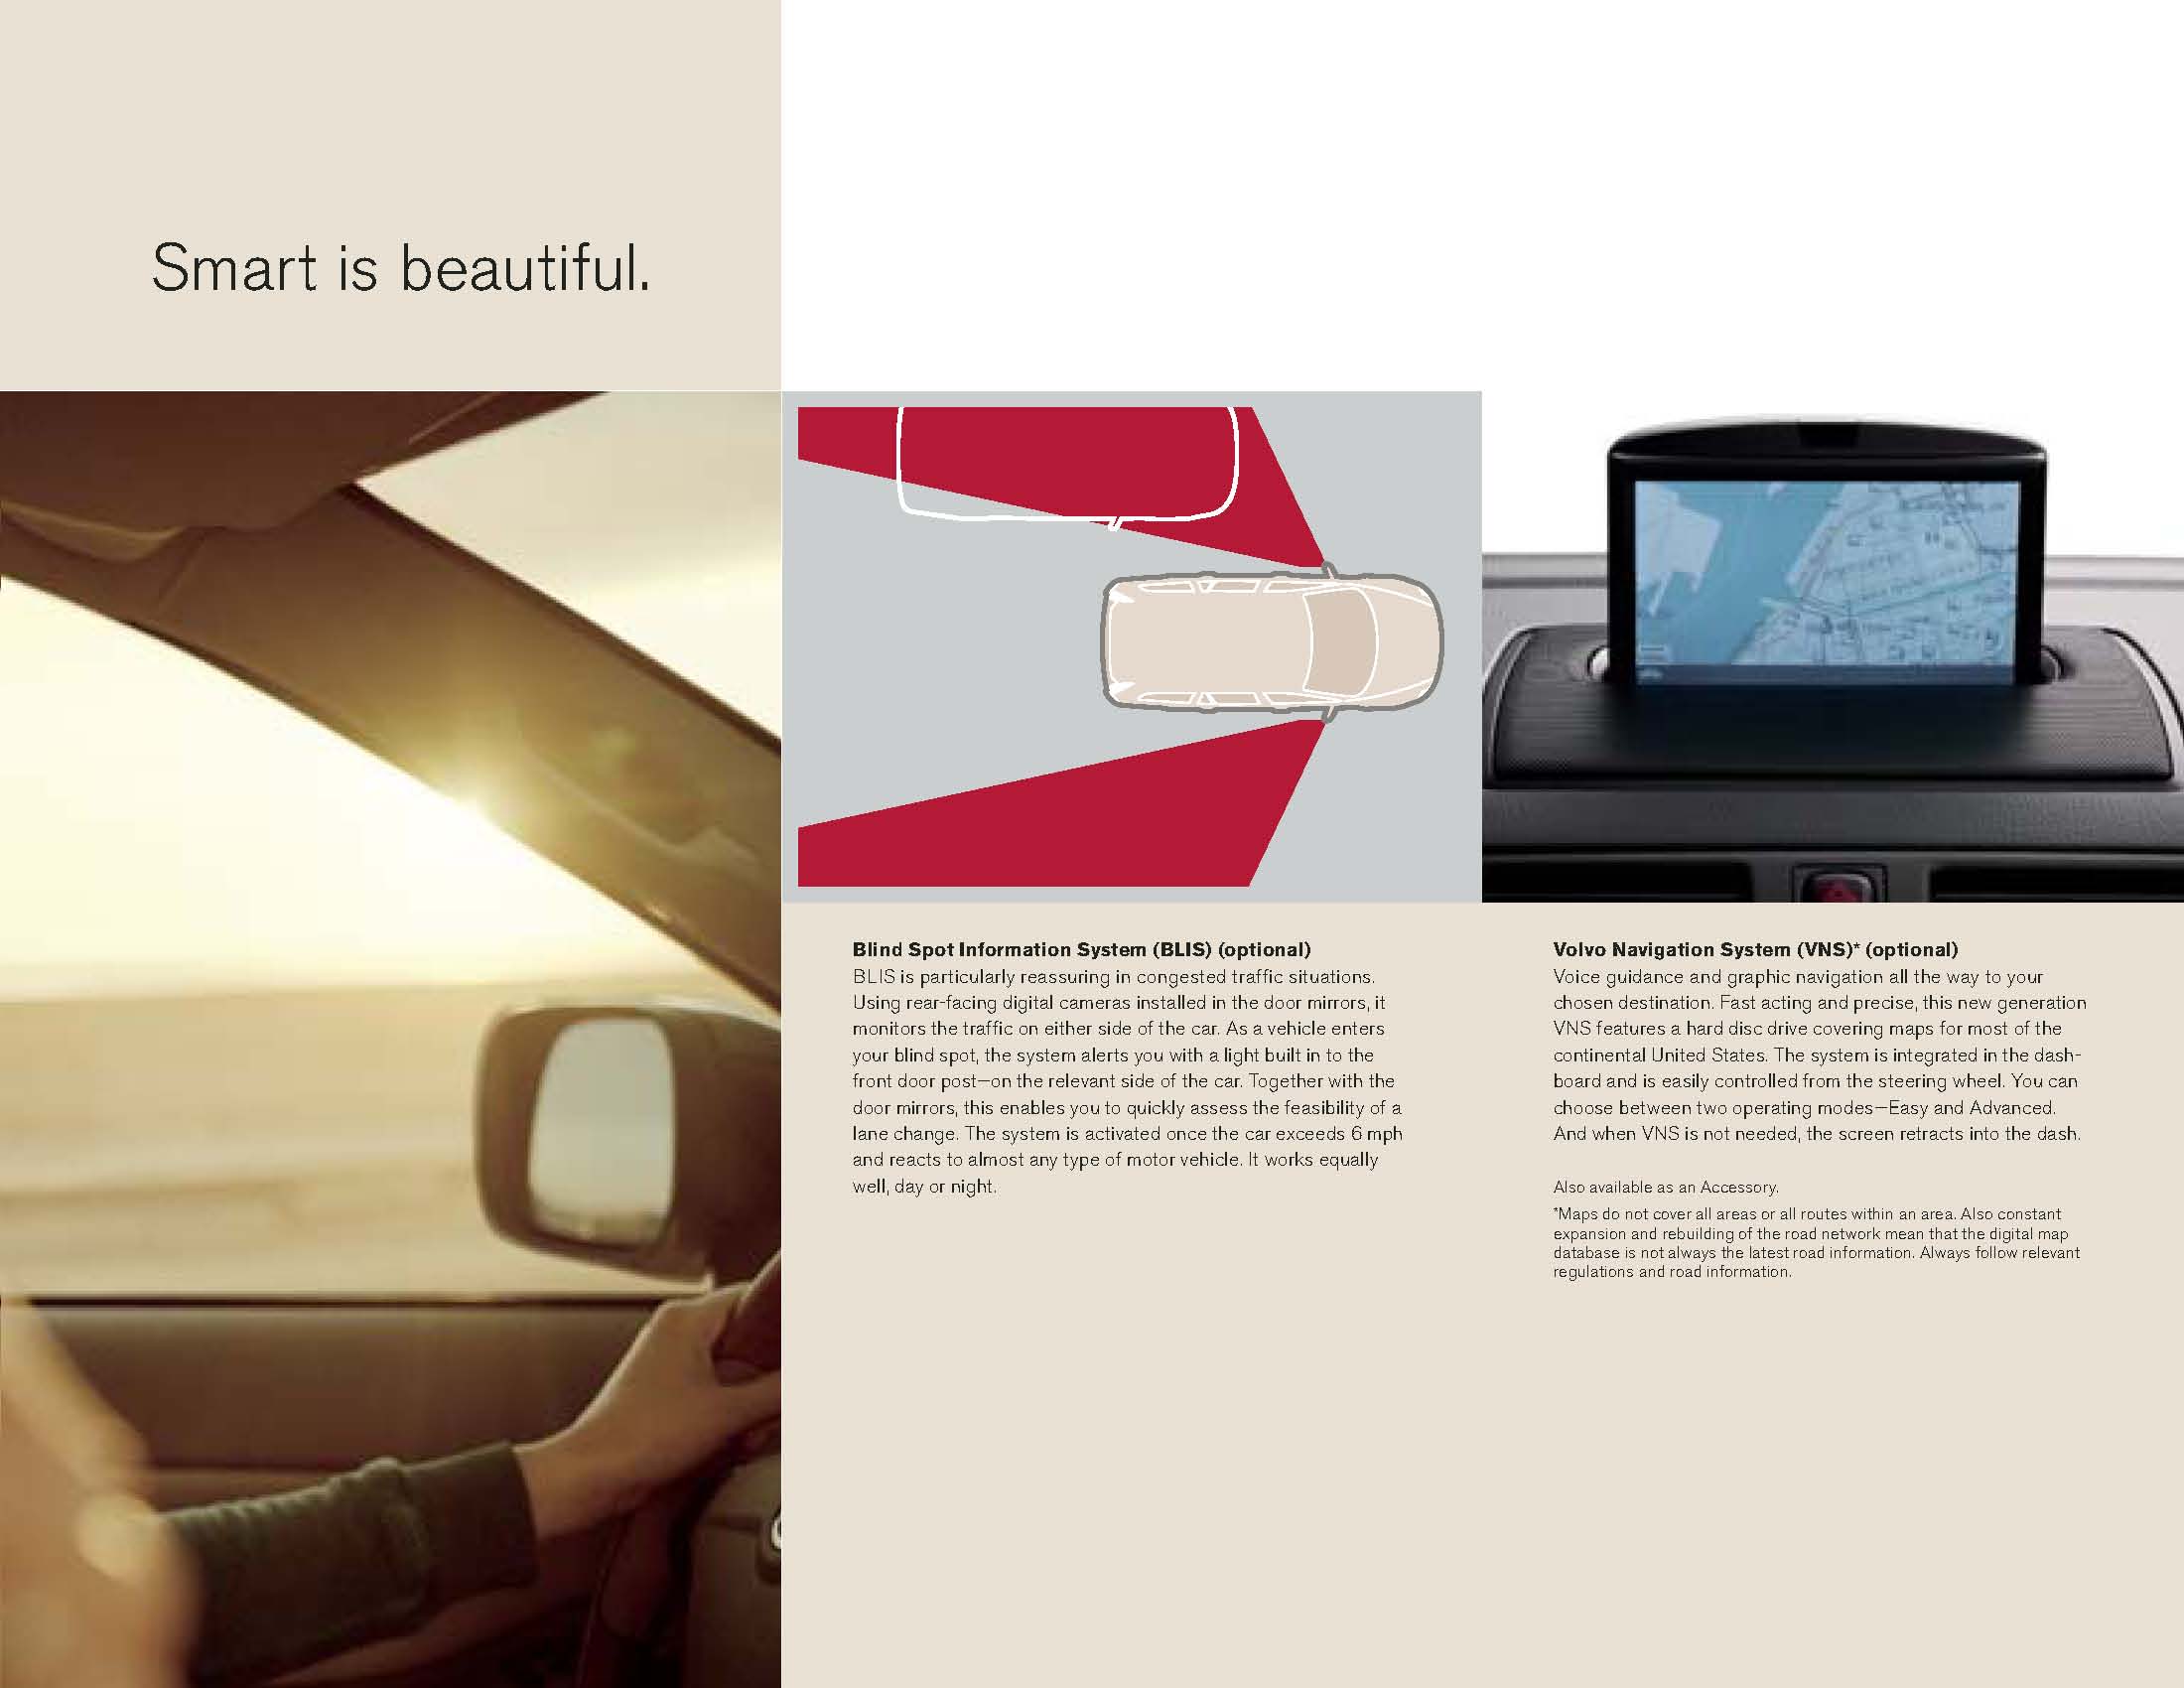 Smart is beautiful.
Blind Spot Information System (BLIS) (optional)
BLIS is particularly reassuring in congested traffic situations.
Using rear-facing digital cameras installed in the door mirrors, it
monitors the traffic on either side of the car. As a vehicle enters
your blind spot, the system alerts you with a light built in to the
front door post—on the relevant side of the car. Together with the
door mirrors, this enables you to quickly assess the feasibility of a
lane change. The system is activated once the car exceeds 6 mph
and reacts to almost any type of motor vehicle. It works equally
well, day or night.
Volvo Navigation System (VNS)* (optional)
Voice guidance and graphic navigation all the way to your
chosen destination. Fast acting and precise, this new generation
VNS features a hard disc drive covering maps for most of the
continental United States. The system is integrated in the dash-
board and is easily controlled from the steering wheel. You can
choose between two operating modes—Easy and Advanced.
And when VNS is not needed, the screen retracts into the dash.
Also available as an Accessory.
*Maps do not cover all areas or all routes within an area. Also constant
expansion and rebuilding of the road network mean that the digital map
database is not always the latest road information. Always follow relevant
regulations and road information.